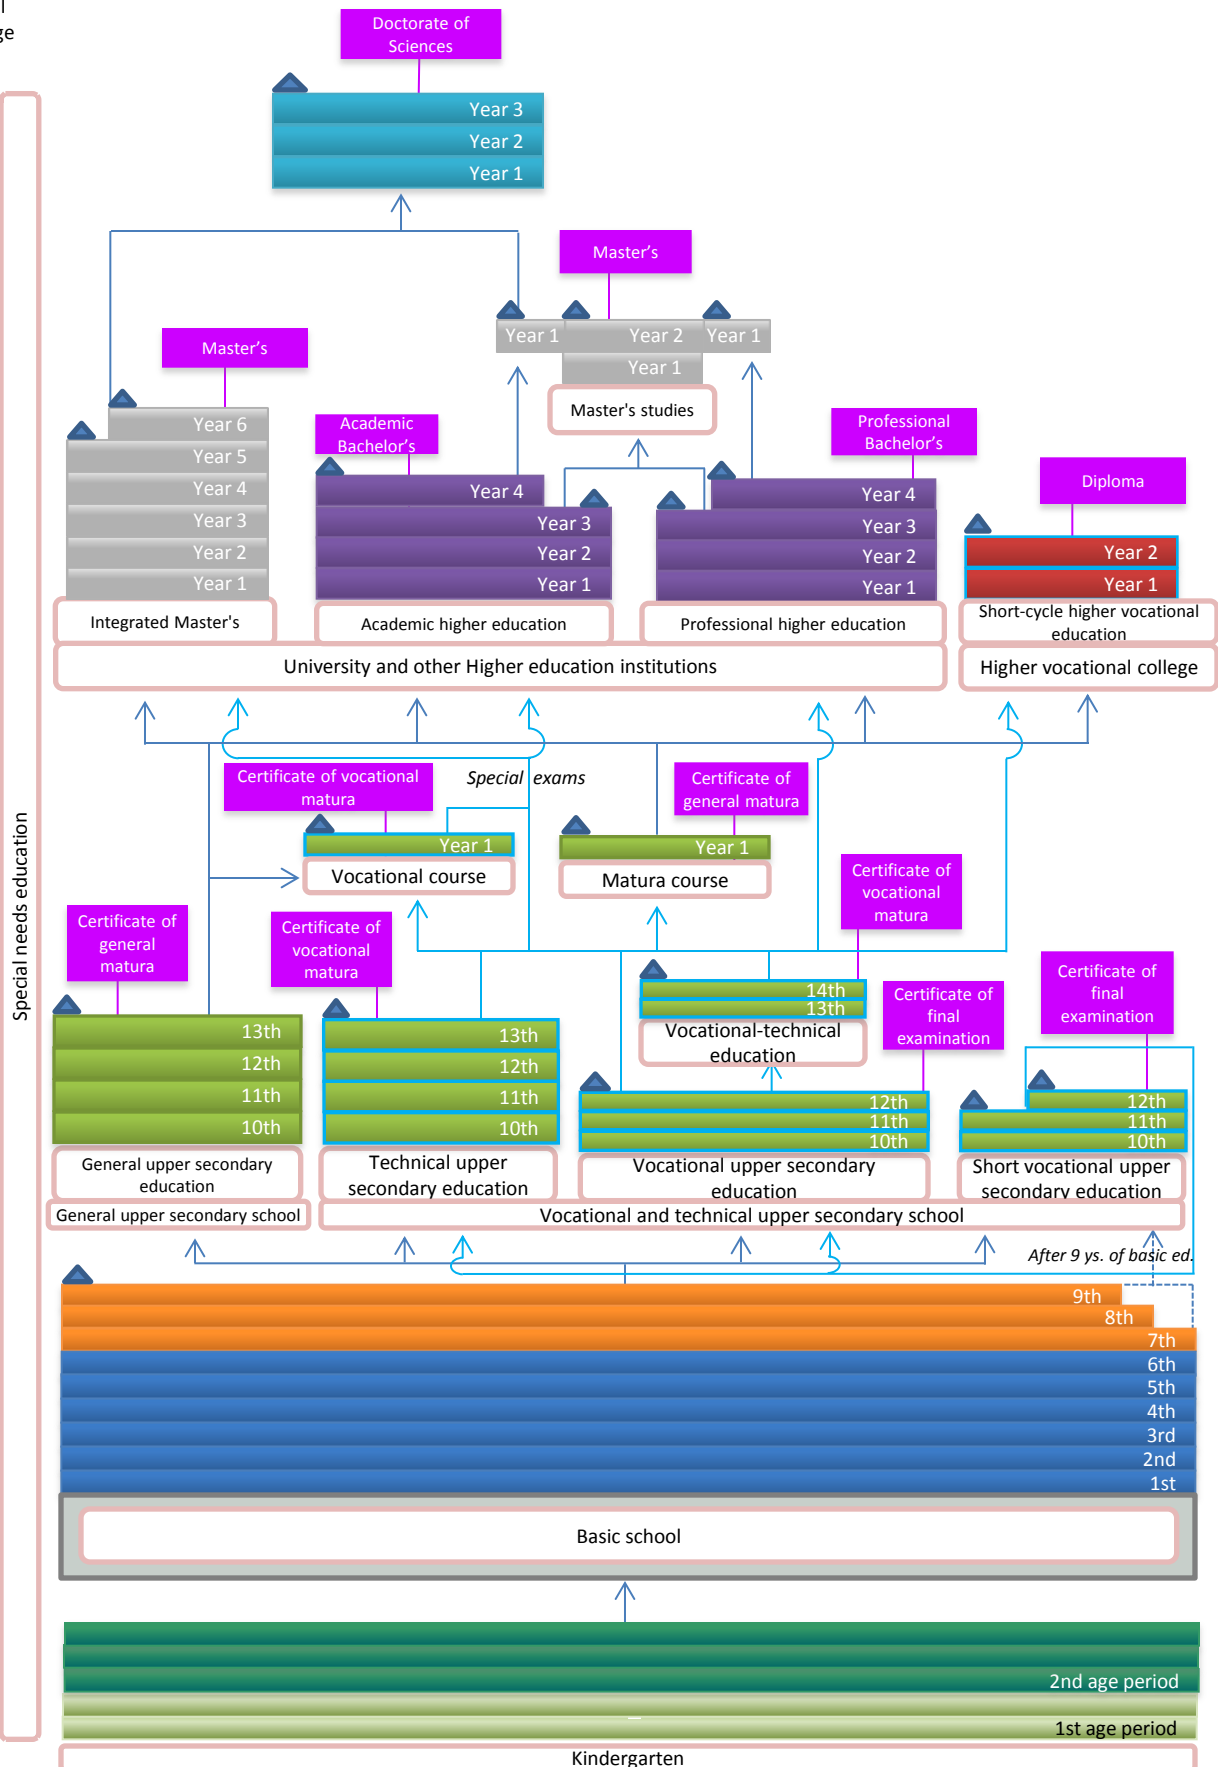 Doctorate of
Sciences
Year 3
Year 2
Year 1
Master's
Year 1
Year 2
Year 1
Year 1
Master's studies
Master's
Year 6
Year 5
Year 4
Year 3
Year 2
Year 1
Integrated Master's
Academic
Bachelor's
Year 4
Year 3
Year 2
Year 1
Academic higher education
Professional
Bachelor's
Year 4
Year 3
Year 2
Year 1
Professional higher education
Diploma
Year 2
Year 1
Short-cycle higher vocational
education
University and other Higher education institutions
Higher vocational college
Special exams
Certificate of vocational
matura
Year 1
Vocational course
Certificate of
general matura
Year 1
Matura course
Certificate of
general
matura
13th
12th
11th
10th
General upper secondary
education
General upper secondary school
Certificate of
vocational
matura
13th
12th
11th
10th
Technical upper
secondary education
Certificate of
vocational
matura
14th
13th
Vocational-technical
education
Certificate of
final
examination
12th
11th
10th
Vocational upper secondary
education
Certificate of
final
examination
12th
11th
10th
Short vocational upper
secondary education
Vocational and technical upper secondary school
After 9 ys. of basic ed.
9th
8th
7th
6th
5th
4th
3rd
2nd
1st
Basic school
2nd age period
1st age period
Kindergarten
Special needs education